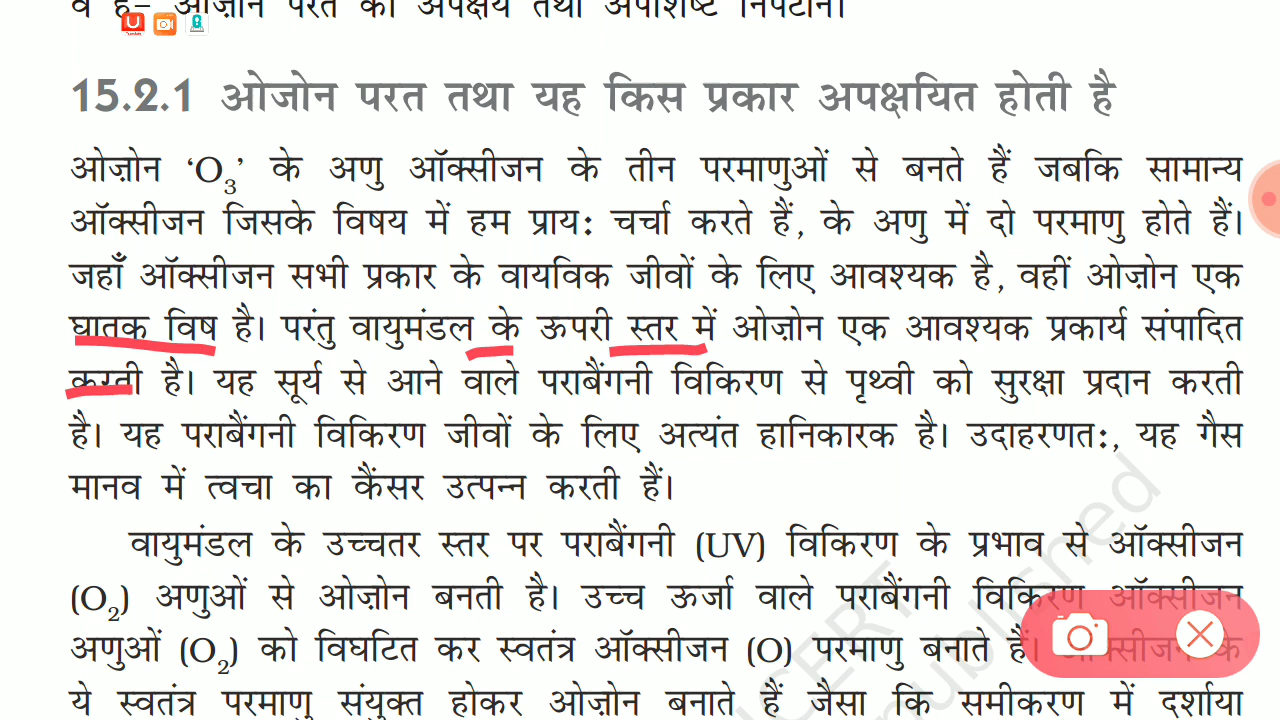 व हैं– ओज़ोन परत का अपक्षय तथा अपशिष्ट निपटान।
15.2.1 ओजोन परत तथा यह किस प्रकार अपक्षयित होती है
ओज़ोन ‘O₃’ के अणु ऑक्सीजन के तीन परमाणुओं से बनते हैं जबकि सामान्य
ऑक्सीजन जिसके विषय में हम प्राय: चर्चा करते हैं, के अणु में दो परमाणु होते हैं।
जहाँ ऑक्सीजन सभी प्रकार के वायविक जीवों के लिए आवश्यक है, वहीं ओज़ोन एक
घातक विष है। परंतु वायुमंडल के ऊपरी स्तर में ओज़ोन एक आवश्यक प्रकार्य संपादित
करती है। यह सूर्य से आने वाले पराबैंगनी विकिरण से पृथ्वी को सुरक्षा प्रदान करती
है। यह पराबैंगनी विकिरण जीवों के लिए अत्यंत हानिकारक है। उदाहरणत:, यह गैस
मानव में त्वचा का कैंसर उत्पन्न करती हैं।
वायुमंडल के उच्चतर स्तर पर पराबैंगनी (UV) विकिरण के प्रभाव से ऑक्सीजन
(O₂) अणुओं से ओज़ोन बनती है। उच्च ऊर्जा वाले पराबैंगनी विकिरण ऑक्सीजन
अणुओं (O₂) को विघटित कर स्वतंत्र ऑक्सीजन (O) परमाणु बनाते हैं। ऑक्सीजन के
ये स्वतंत्र परमाणु संयुक्त होकर ओज़ोन बनाते हैं जैसा कि समीकरण में दर्शाया